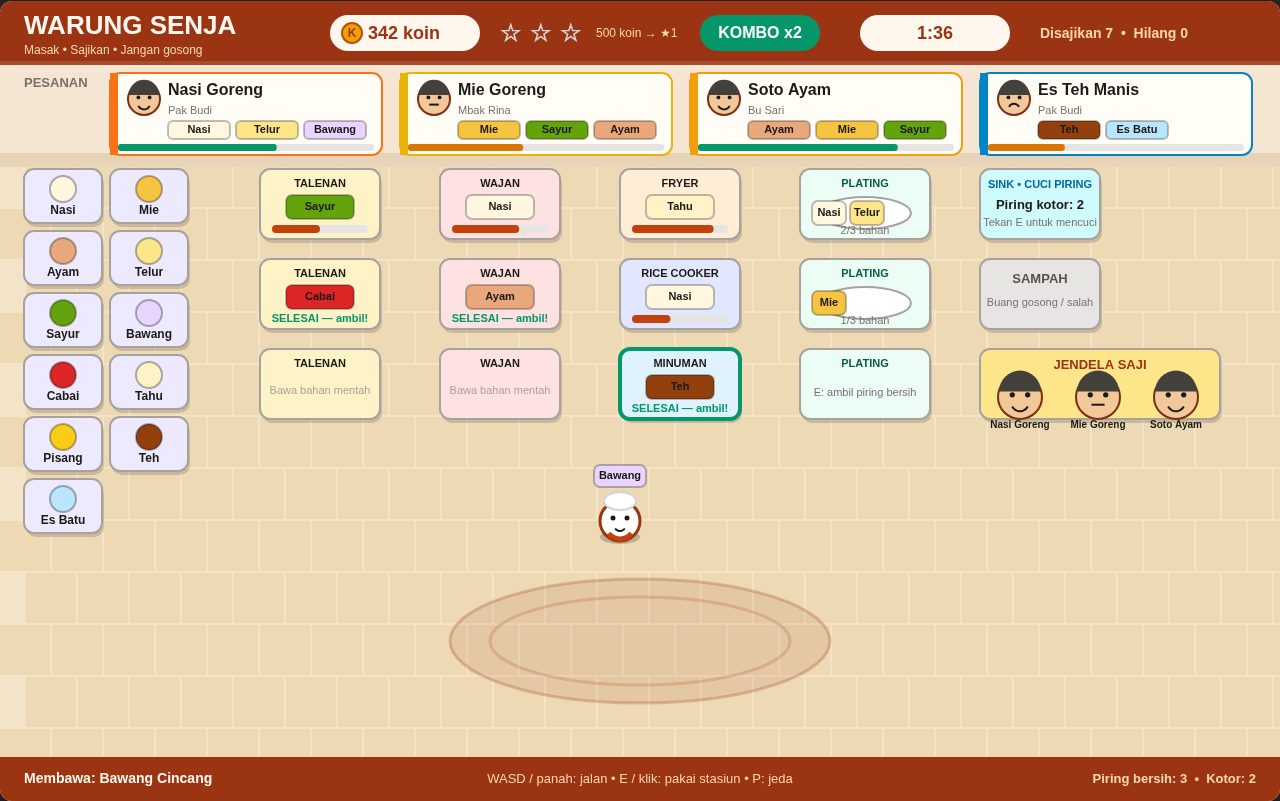 WARUNG SENJA
Masak • Sajikan • Jangan gosong
K 342 koin
☆ ☆ ☆ 500 koin → ★1
KOMBO x2
1:36
Disajikan 7 • Hilang 0
PESANAN
Nasi Goreng
Pak Budi
Nasi Telur Bawang
Mie Goreng
Mbak Rina
Mie Sayur Ayam
Soto Ayam
Bu Sari
Ayam Mie Sayur
Es Teh Manis
Pak Budi
Teh Es Batu
Nasi Mie
Ayam Telur
Sayur Bawang
Cabai Tahu
Pisang Teh
Es Batu
TALENAN
Sayur
WAJAN
Nasi
FRYER
Tahu
PLATING
Nasi Telur
2/3 bahan
SINK • CUCI PIRING
Piring kotor: 2
Tekan E untuk mencuci
TALENAN
Cabai
SELESAI — ambil!
WAJAN
Ayam
SELESAI — ambil!
RICE COOKER
Nasi
PLATING
Mie
1/3 bahan
SAMPAH
Buang gosong / salah
TALENAN
Bawa bahan mentah
WAJAN
Bawa bahan mentah
MINUMAN
Teh
SELESAI — ambil!
PLATING
E: ambil piring bersih
JENDELA SAJI
Nasi Goreng Mie Goreng Soto Ayam
Bawang
Membawa: Bawang Cincang
WASD / panah: jalan • E / klik: pakai stasiun • P: jeda
Piring bersih: 3 • Kotor: 2